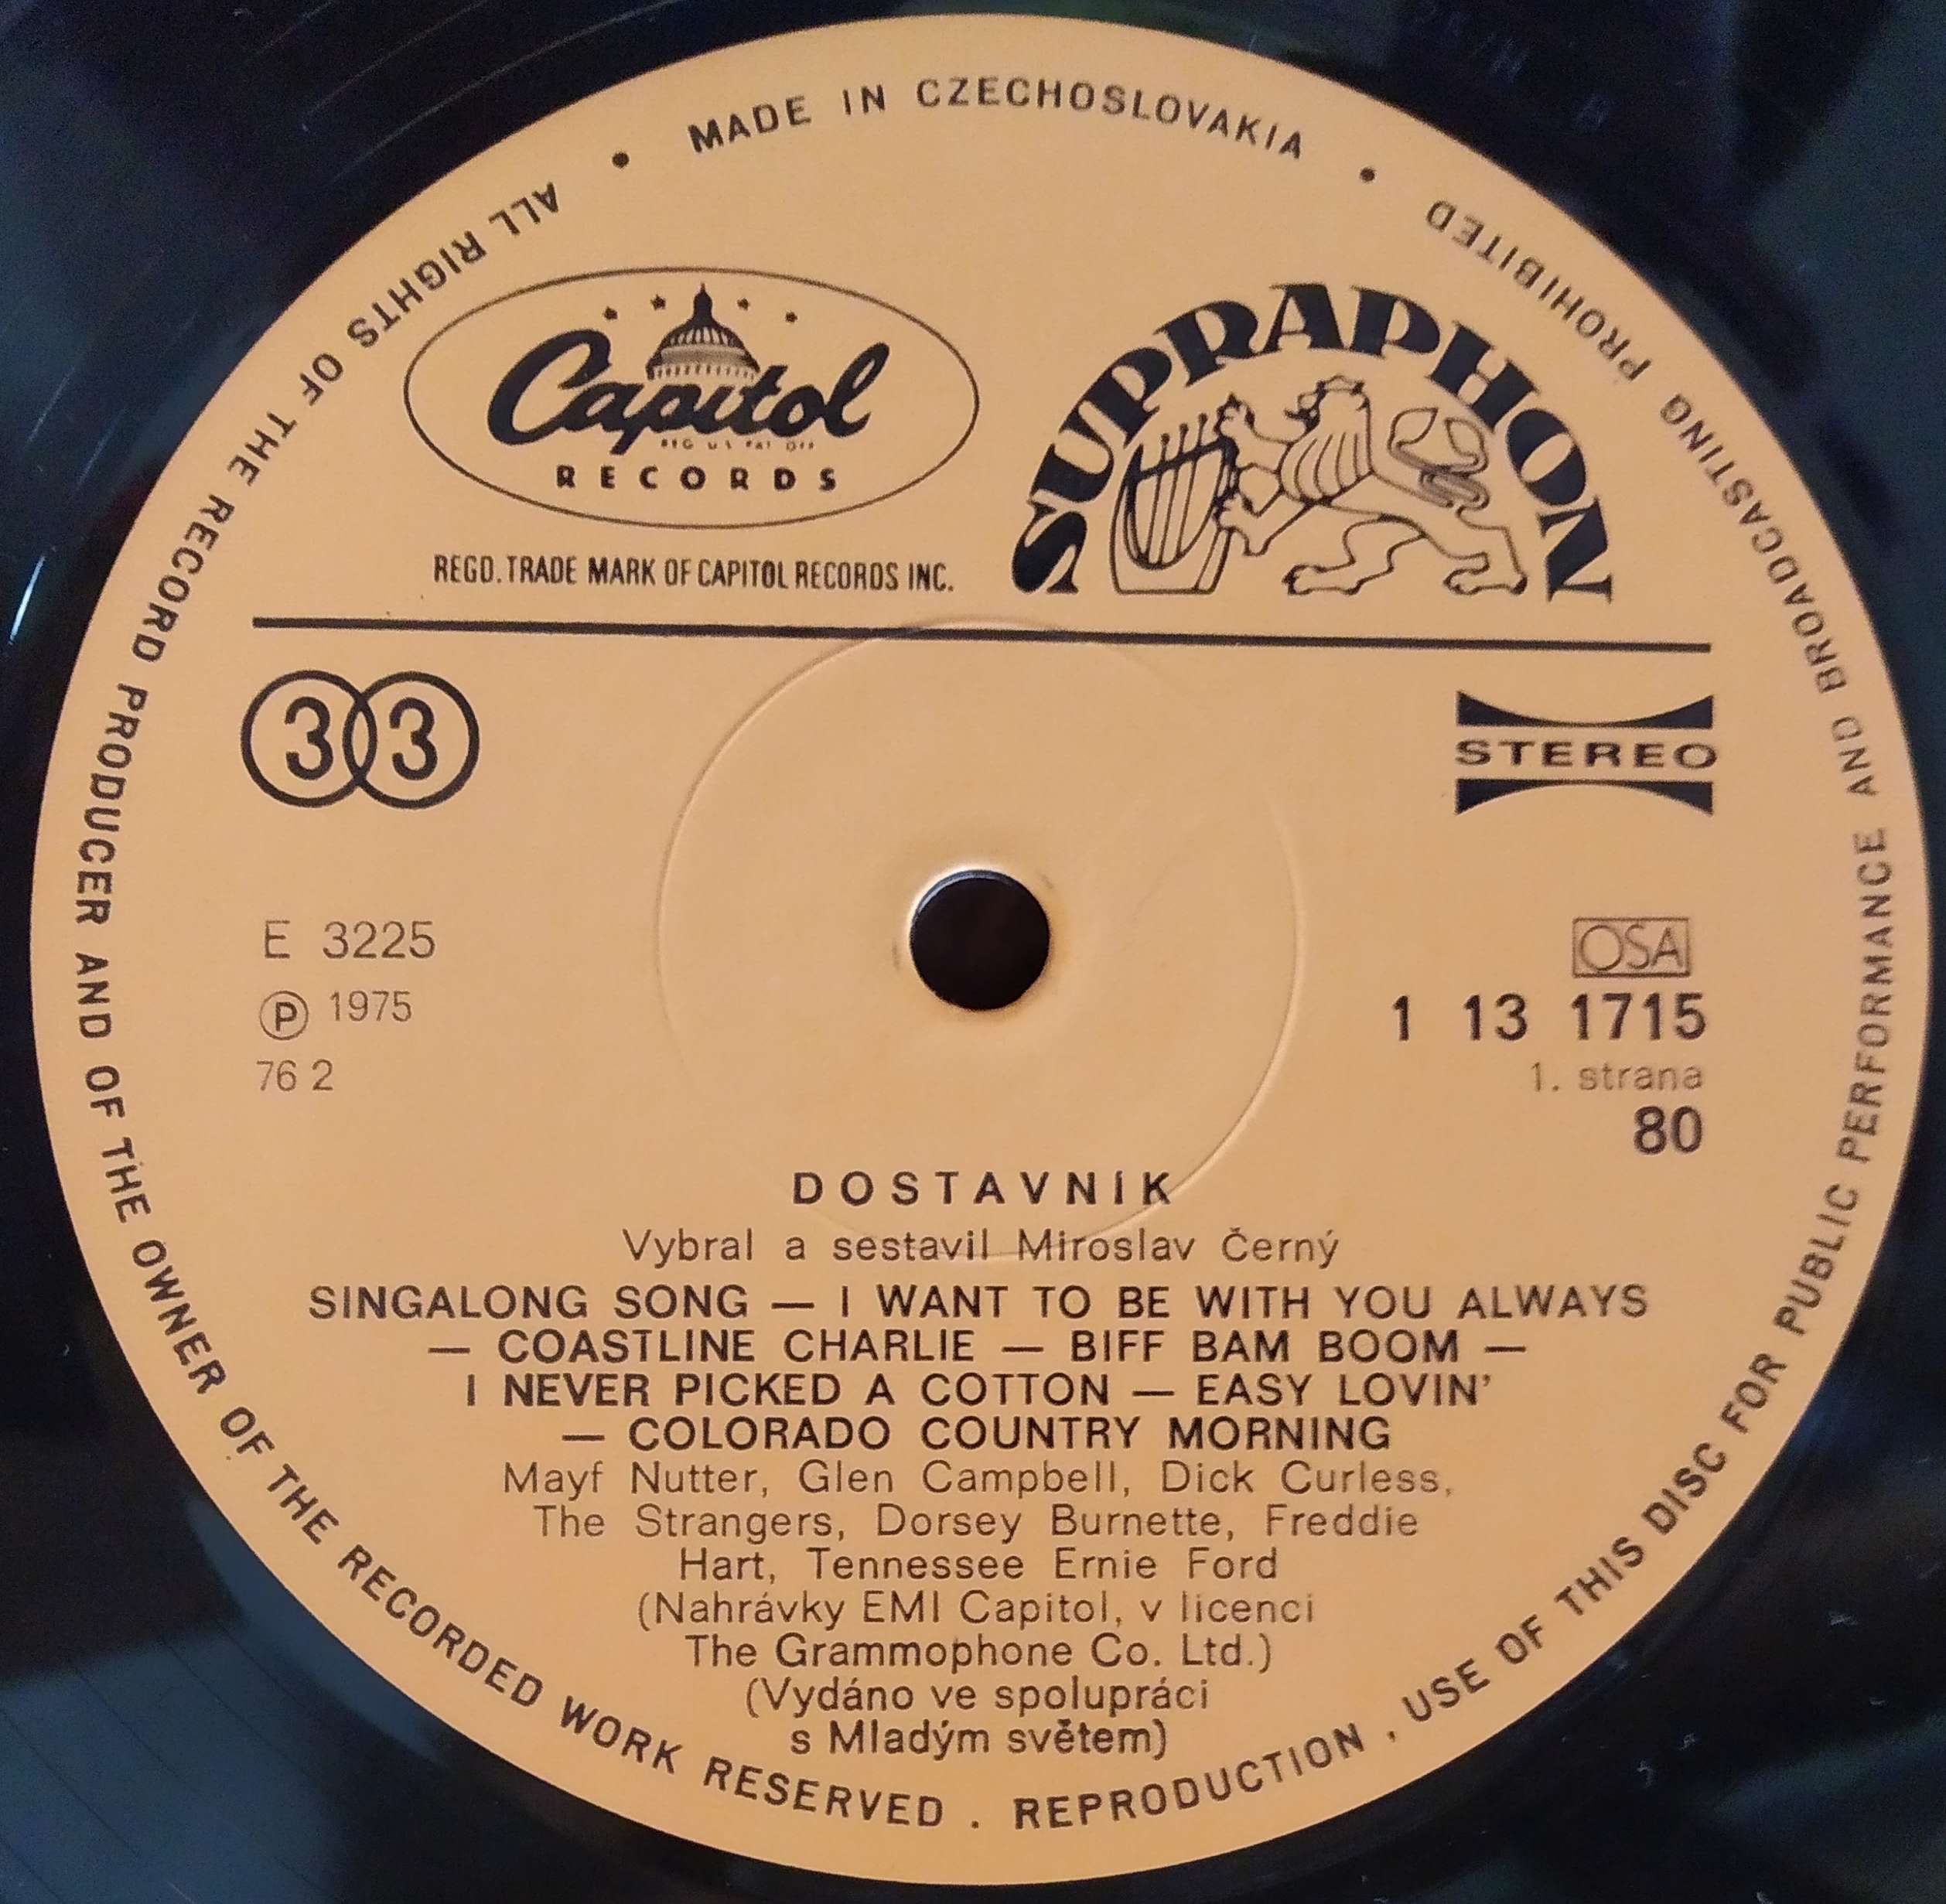 MADE IN CZECHOSLOVAKIA
ALL RIGHTS OF THE RECORD PRODUCER AND OF THE OWNER OF THE RECORDED WORK RESERVED . REPRODUCTION , USE OF THIS DISC FOR PUBLIC PERFORMANCE AND BROADCASTING PROHIBITED
Capitol
REG U.S. PAT. OFF.
RECORDS
REGD. TRADE MARK OF CAPITOL RECORDS INC.
SUPRAPHON
33
STEREO
E 3225
Ⓟ 1975
76 2
OSA
1 13 1715
1. strana
80
DOSTAVNÍK
Vybral a sestavil Miroslav Černý
SINGALONG SONG — I WANT TO BE WITH YOU ALWAYS
— COASTLINE CHARLIE — BIFF BAM BOOM —
I NEVER PICKED A COTTON — EASY LOVIN’
— COLORADO COUNTRY MORNING
Mayf Nutter, Glen Campbell, Dick Curless,
The Strangers, Dorsey Burnette, Freddie
Hart, Tennessee Ernie Ford
(Nahrávky EMI Capitol, v licenci
The Grammophone Co. Ltd.)
(Vydáno ve spolupráci
s Mladým světem)